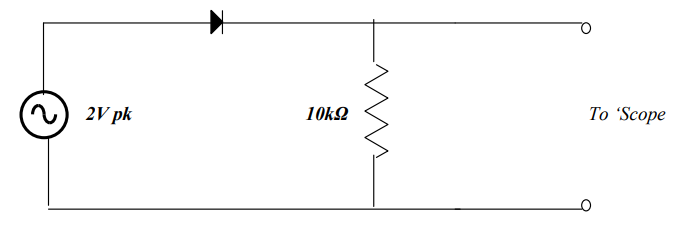 2V pk
10kΩ
To ‘Scope